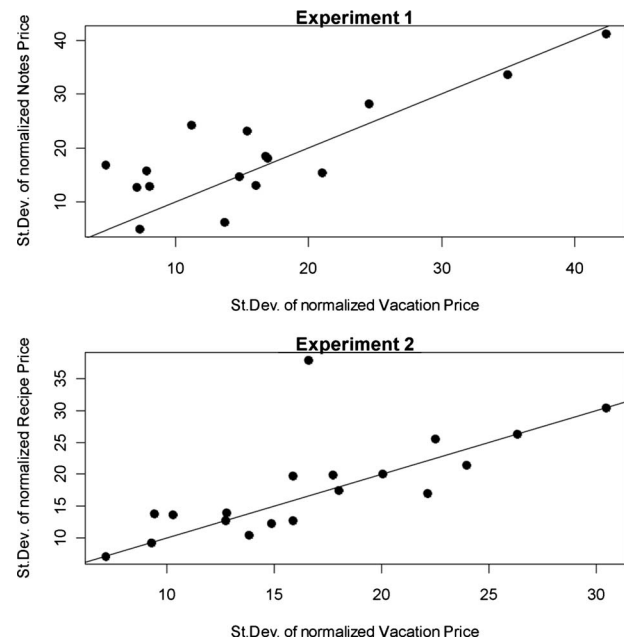 Experiment 1
St.Dev. of normalized Notes Price
40
30
20
10
10 20 30 40
St.Dev. of normalized Vacation Price
Experiment 2
St.Dev. of normalized Recipe Price
35
30
25
20
15
10
10 15 20 25 30
St.Dev. of normalized Vacation Price